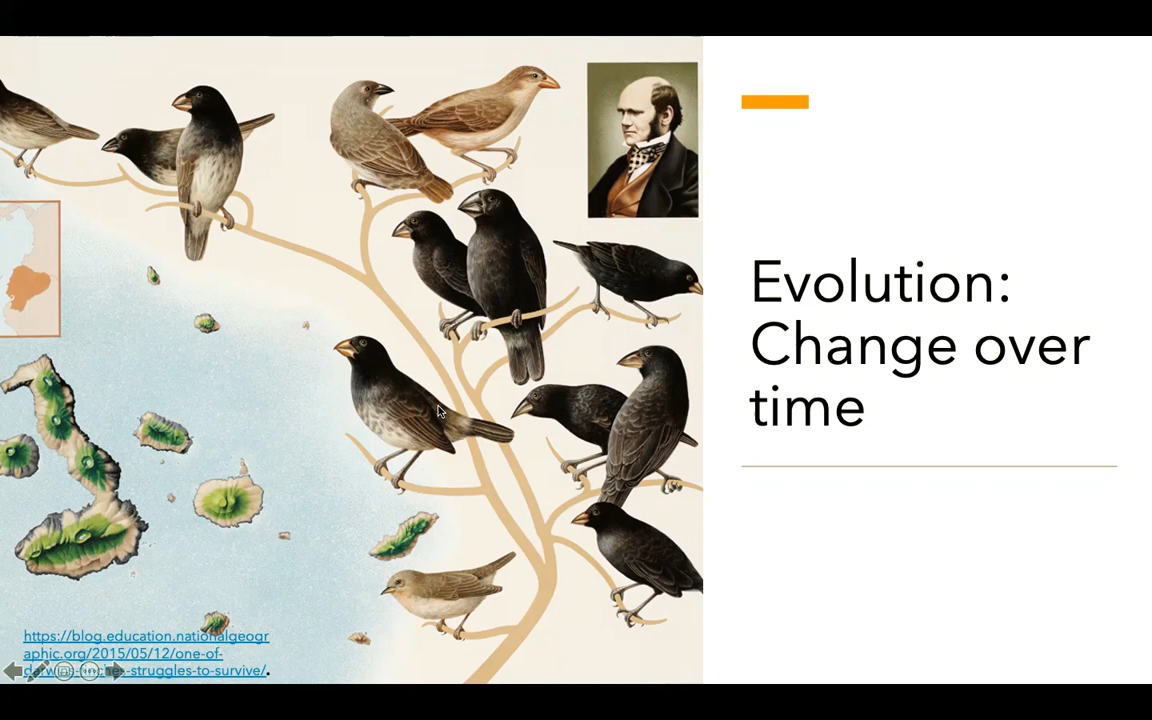 Evolution:
Change over
time
https://blog.education.nationalgeogr
aphic.org/2015/05/12/one-of-
struggles-to-survive/.